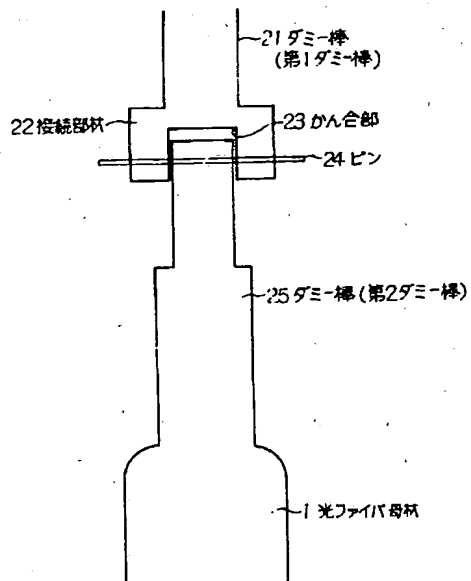 21 ダミー棒
(第1ダミー棒)
22 接続部材
23 かん合部
24 ピン
25 ダミー棒 (第2ダミー棒)
1 光ファイバ母材